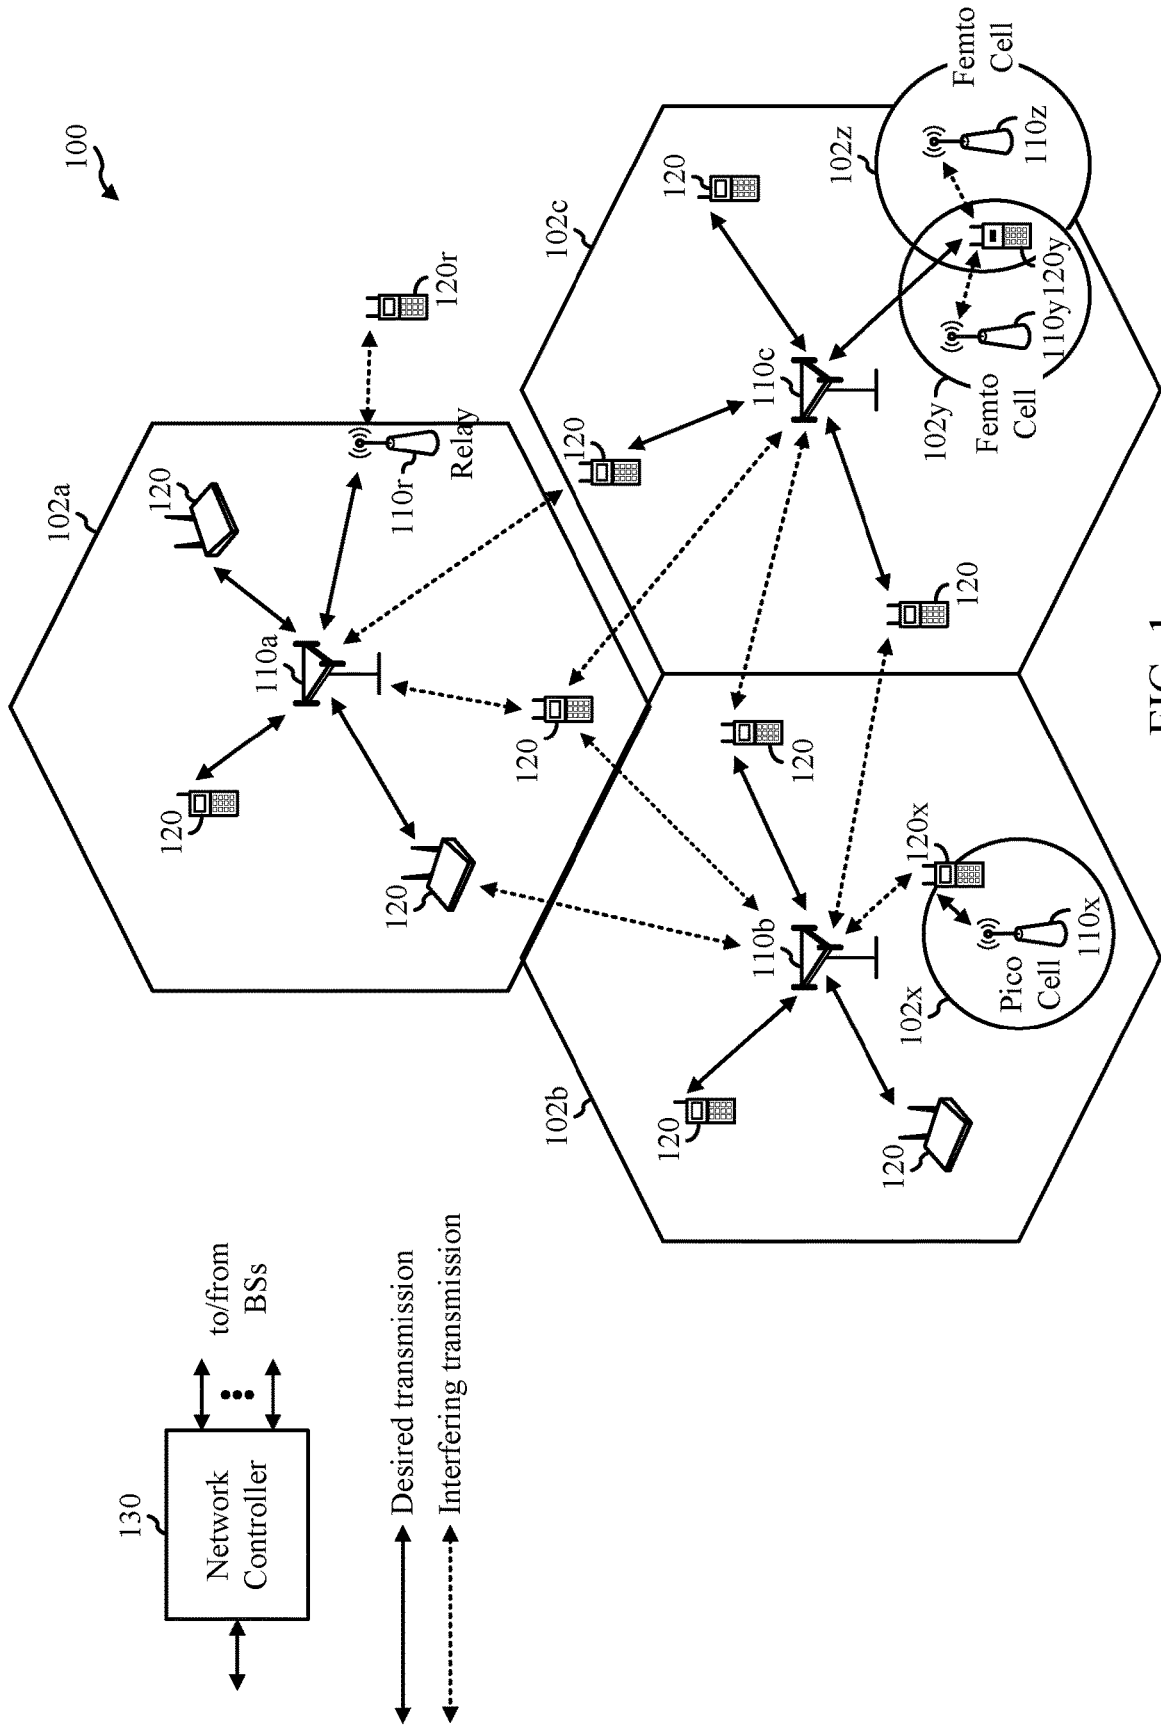 100
102a
130
120
120
Network
Controller
to/from
BSs
110a
120
110r
Relay
120r
Desired transmission
Interfering transmission
120
102b
102c
120
120
120
110b
110c
120
102z
120
102x
120x
120
102y
Femto
Cell
Femto
Cell
Pico
Cell
110x
110y
120y
110z
FIG. 1